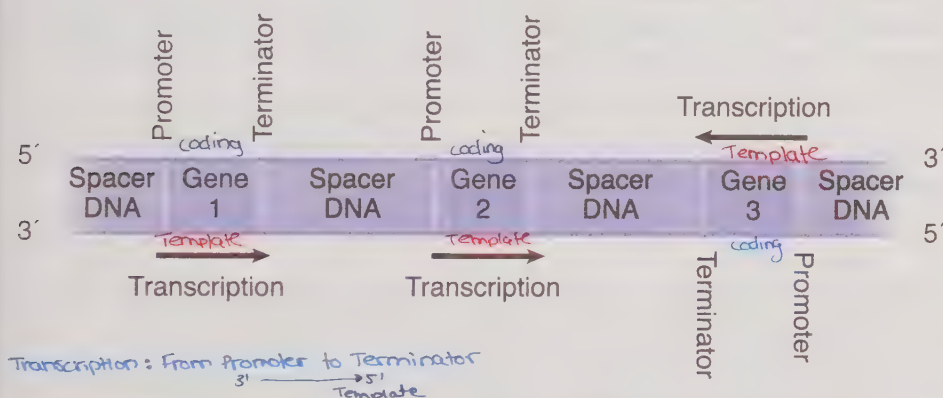 Promoter
Terminator
Promoter
Terminator
Transcription
coding
coding
Template
5´
3´
Spacer DNA
Gene 1
Spacer DNA
Gene 2
Spacer DNA
Gene 3
Spacer DNA
3´
5´
Template
Template
coding
Transcription
Transcription
Terminator
Promoter
Transcription: From Promoter to Terminator
3' 5'
Template